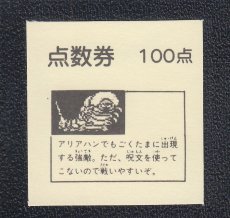 点数券 100点
アリアハンでもごくたまに出現
する強敵。ただ、呪文を使って
こないので戦いやすいぞ。